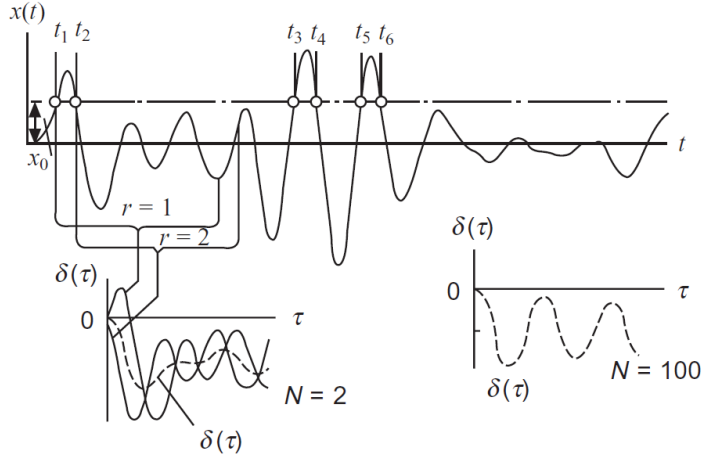 x(t)
t₁ t₂ t₃ t₄ t₅ t₆
x₀ t
r = 1
r = 2
δ(τ)
0 τ
N = 2
δ(τ)
δ(τ)
0 τ
N = 100
δ(τ)